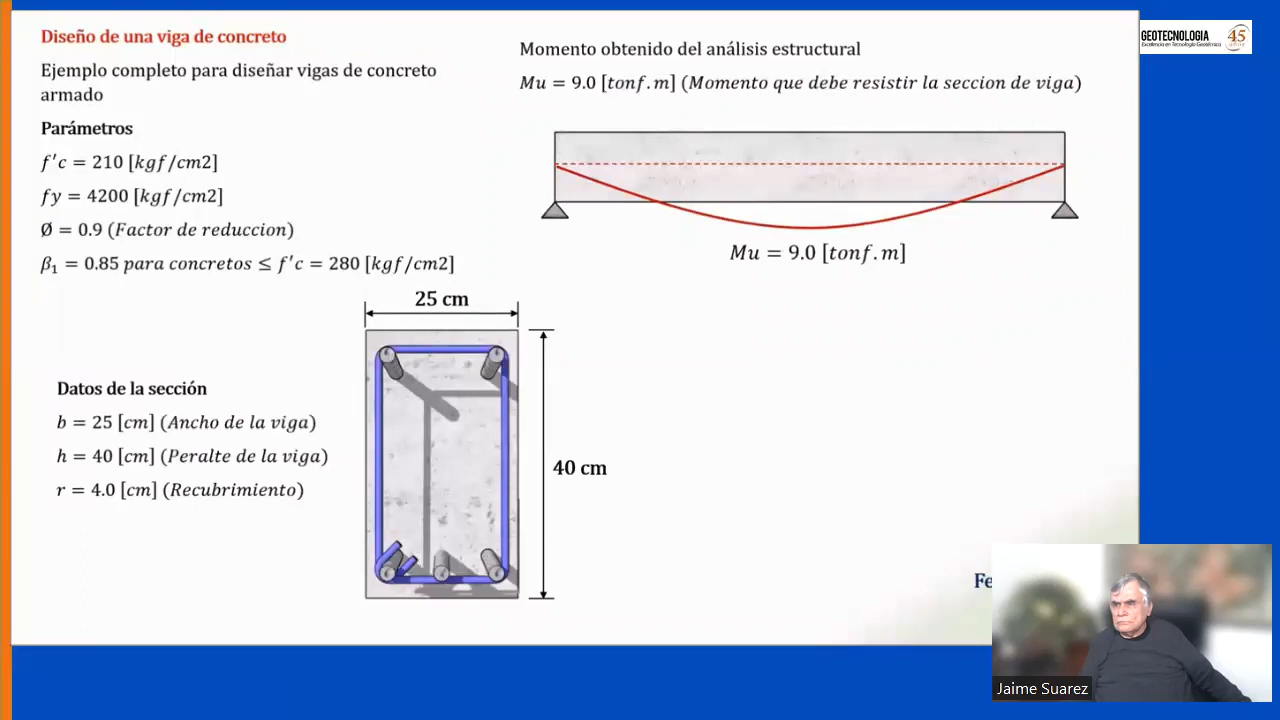 Diseño de una viga de concreto
Ejemplo completo para diseñar vigas de concreto
armado
Parámetros
f'c = 210 [kgf/cm2]
fy = 4200 [kgf/cm2]
Ø = 0.9 (Factor de reduccion)
β₁ = 0.85 para concretos ≤ f'c = 280 [kgf/cm2]
Momento obtenido del análisis estructural
Mu = 9.0 [tonf.m] (Momento que debe resistir la seccion de viga)
Mu = 9.0 [tonf.m]
25 cm
40 cm
Datos de la sección
b = 25 [cm] (Ancho de la viga)
h = 40 [cm] (Peralte de la viga)
r = 4.0 [cm] (Recubrimiento)
GEOTECNOLOGIA
45
Fe
Jaime Suarez